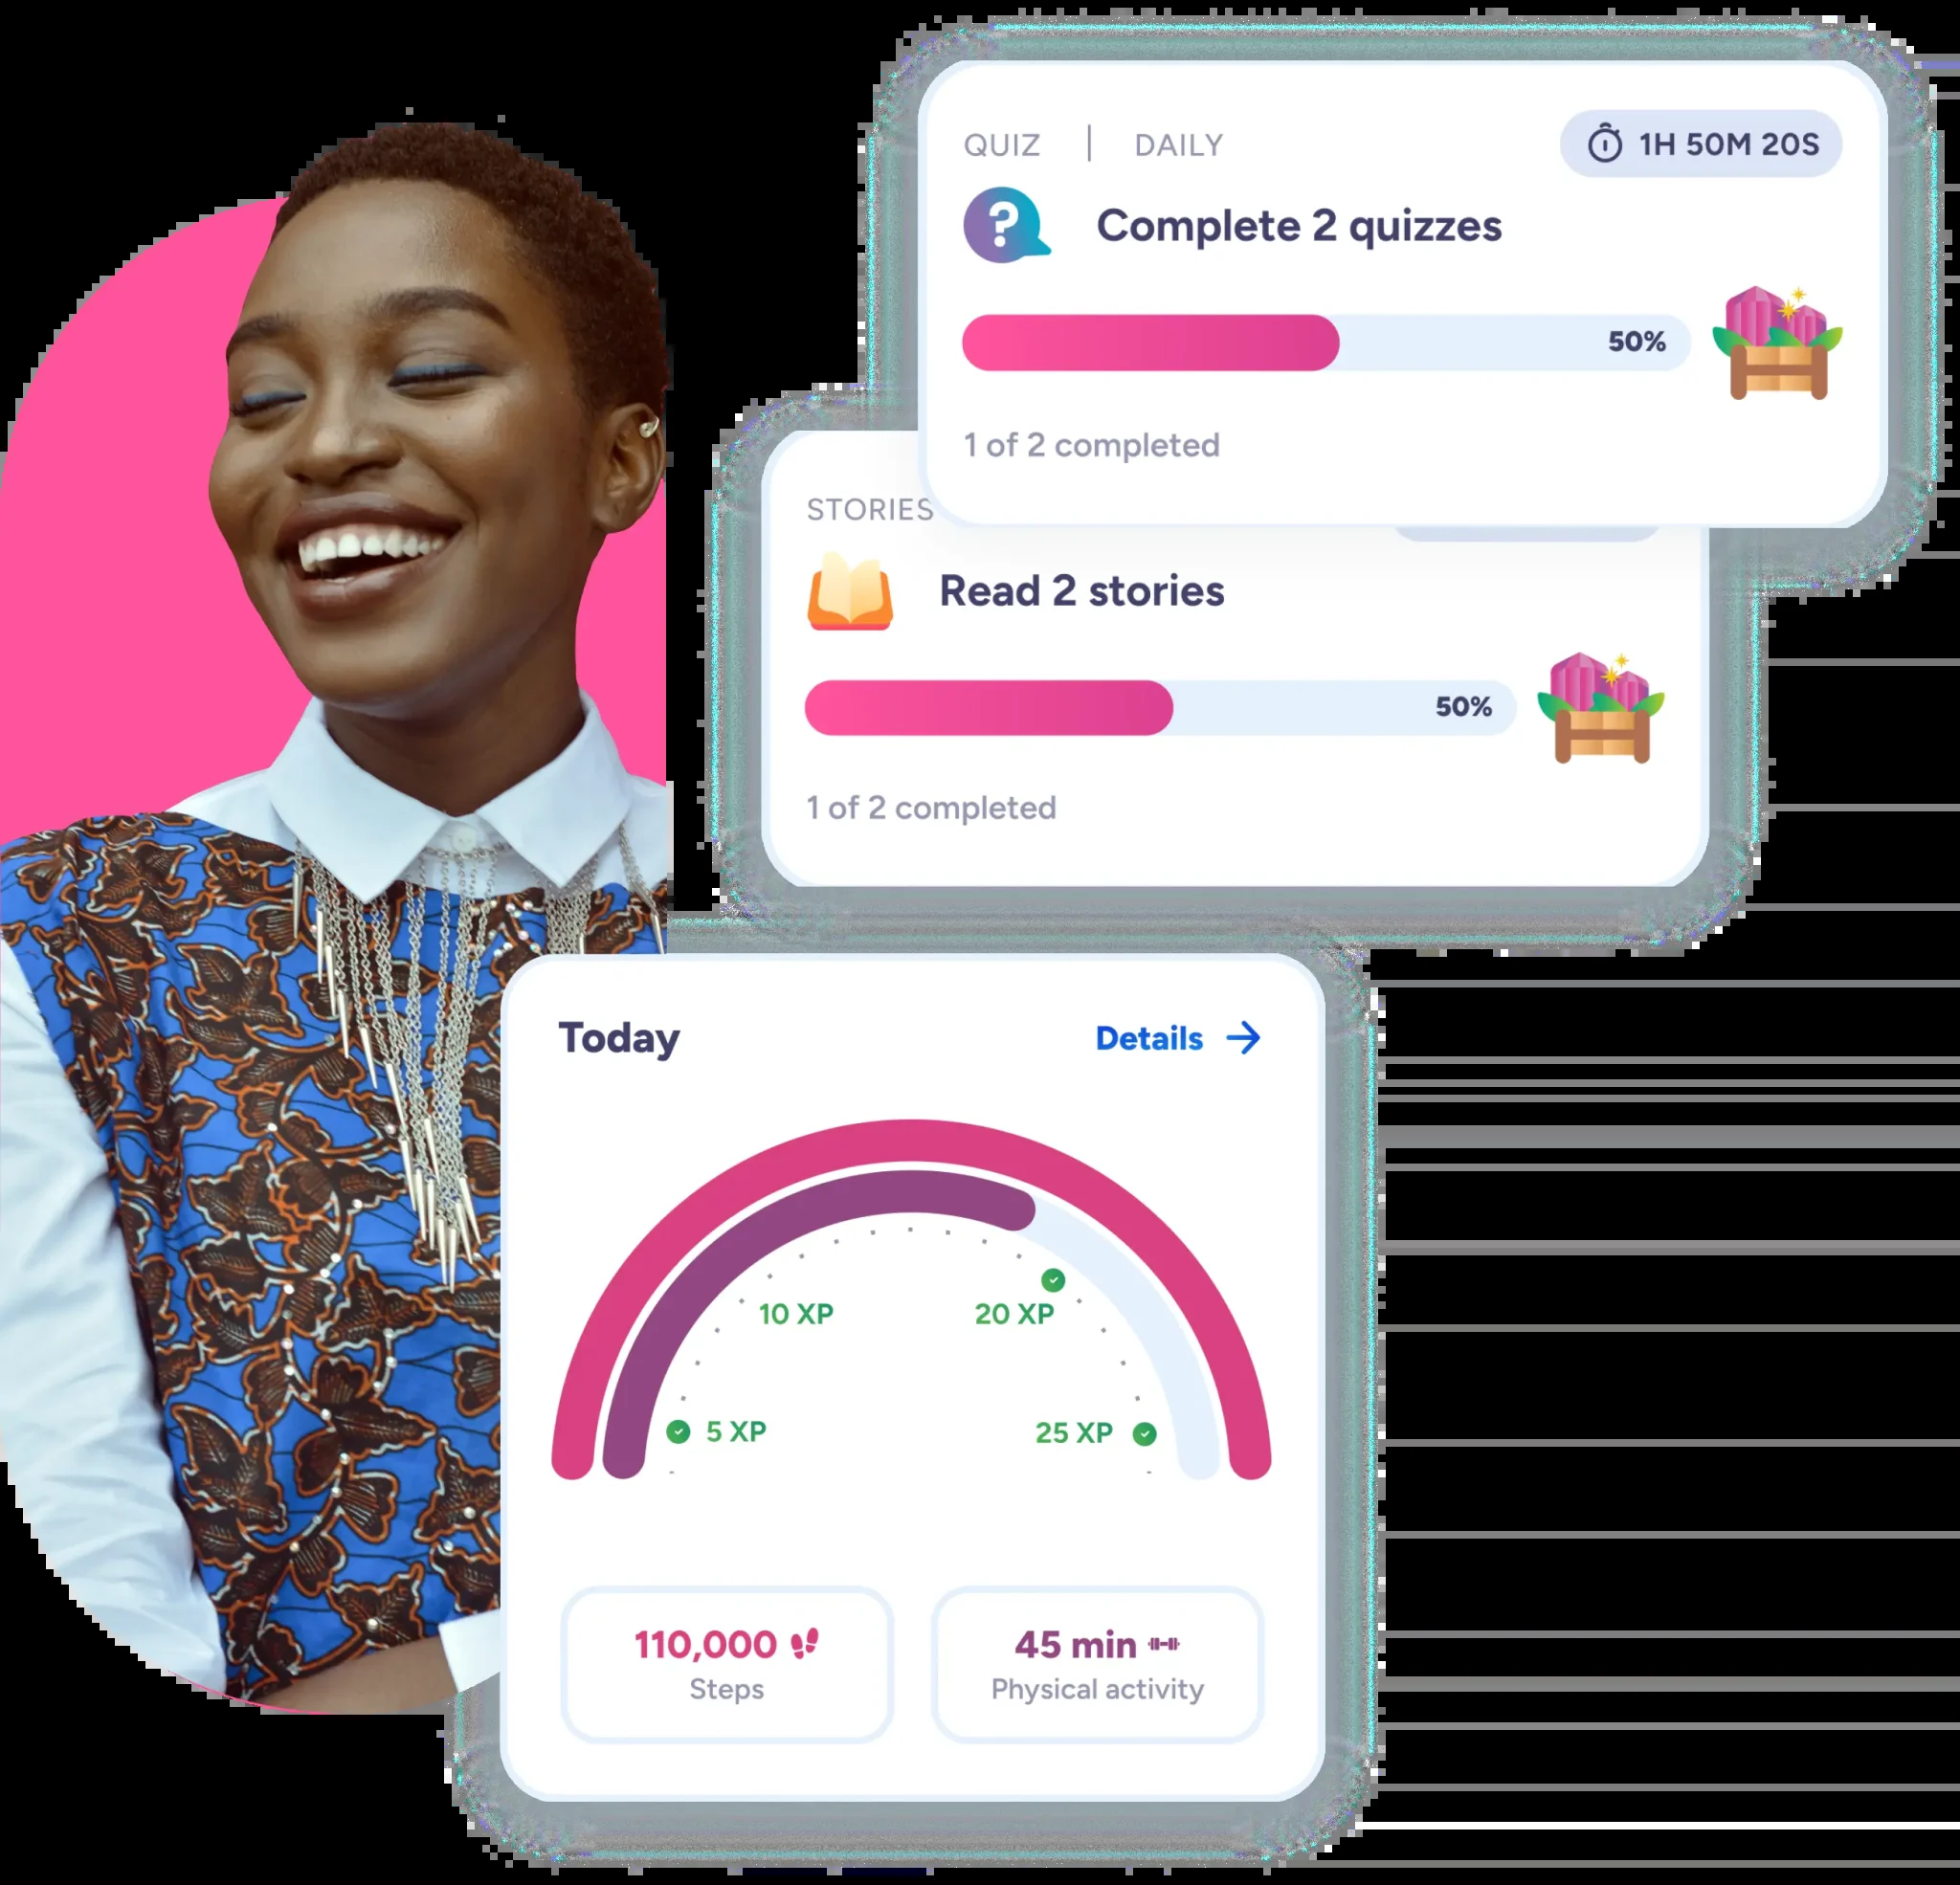 QUIZ | DAILY 1H 50M 20S
Complete 2 quizzes
50%
1 of 2 completed
STORIES
Read 2 stories
50%
1 of 2 completed
Today Details →
10 XP 20 XP
5 XP 25 XP
110,000 45 min
Steps Physical activity